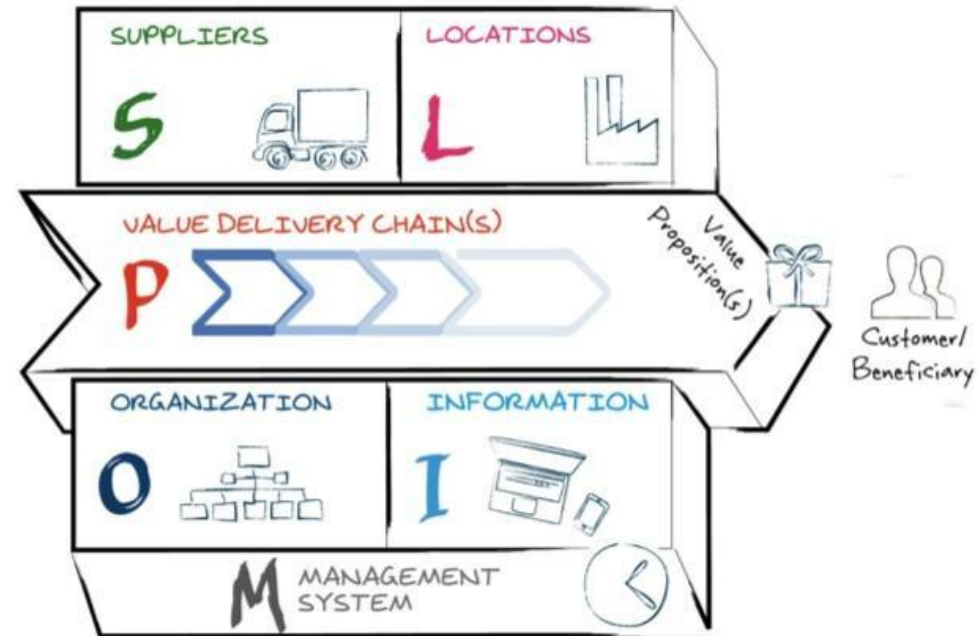 SUPPLIERS
S
LOCATIONS
L
VALUE DELIVERY CHAIN(S)
P
Value
Proposition(s)
Customer/
Beneficiary
ORGANIZATION
O
INFORMATION
I
M
MANAGEMENT
SYSTEM